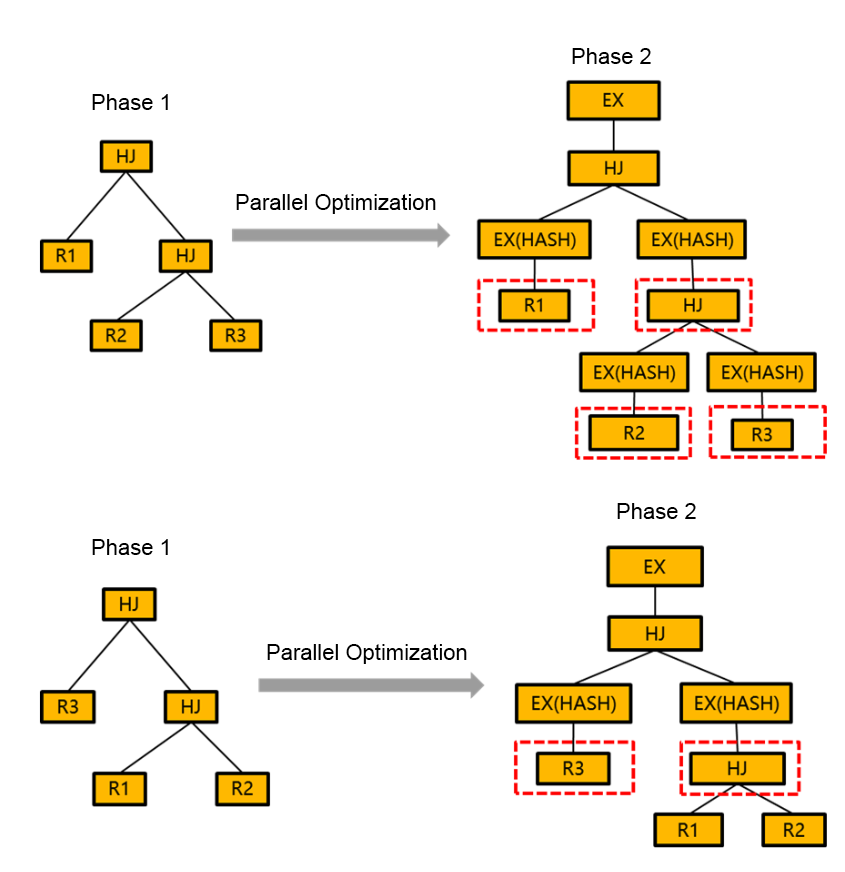 Phase 2
Phase 1
EX
HJ
HJ
Parallel Optimization
R1
HJ
EX(HASH)
EX(HASH)
R1
HJ
R2
R3
EX(HASH)
EX(HASH)
R2
R3
Phase 2
Phase 1
EX
HJ
HJ
Parallel Optimization
R3
HJ
EX(HASH)
EX(HASH)
R3
HJ
R1
R2
R1
R2